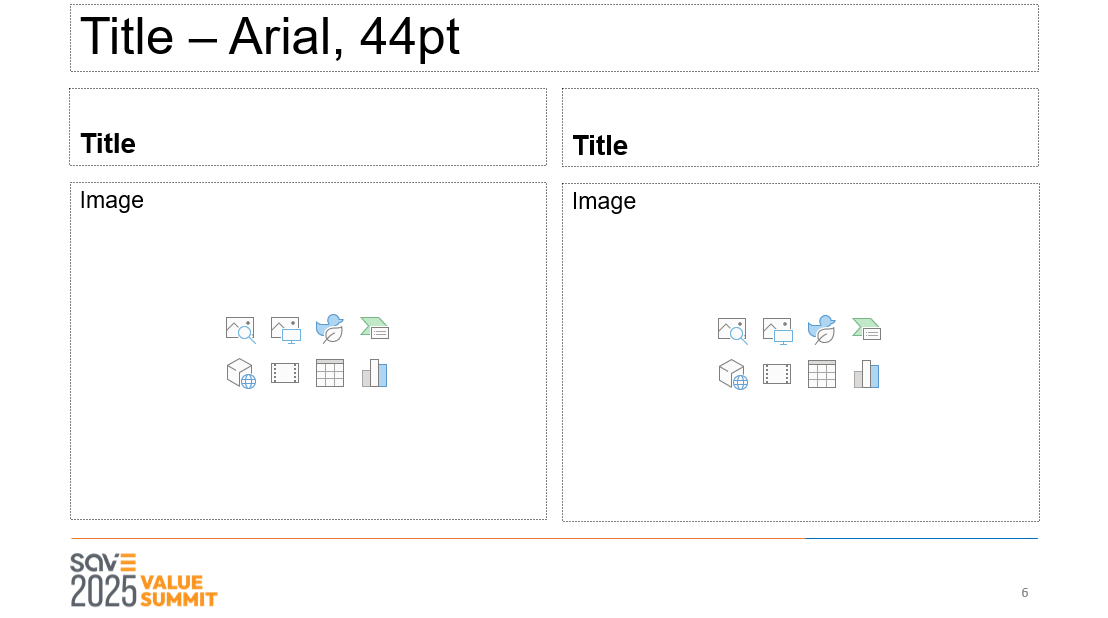 Title – Arial, 44pt
Title
Title
Image
Image
SAVE
2025 VALUE
SUMMIT
6